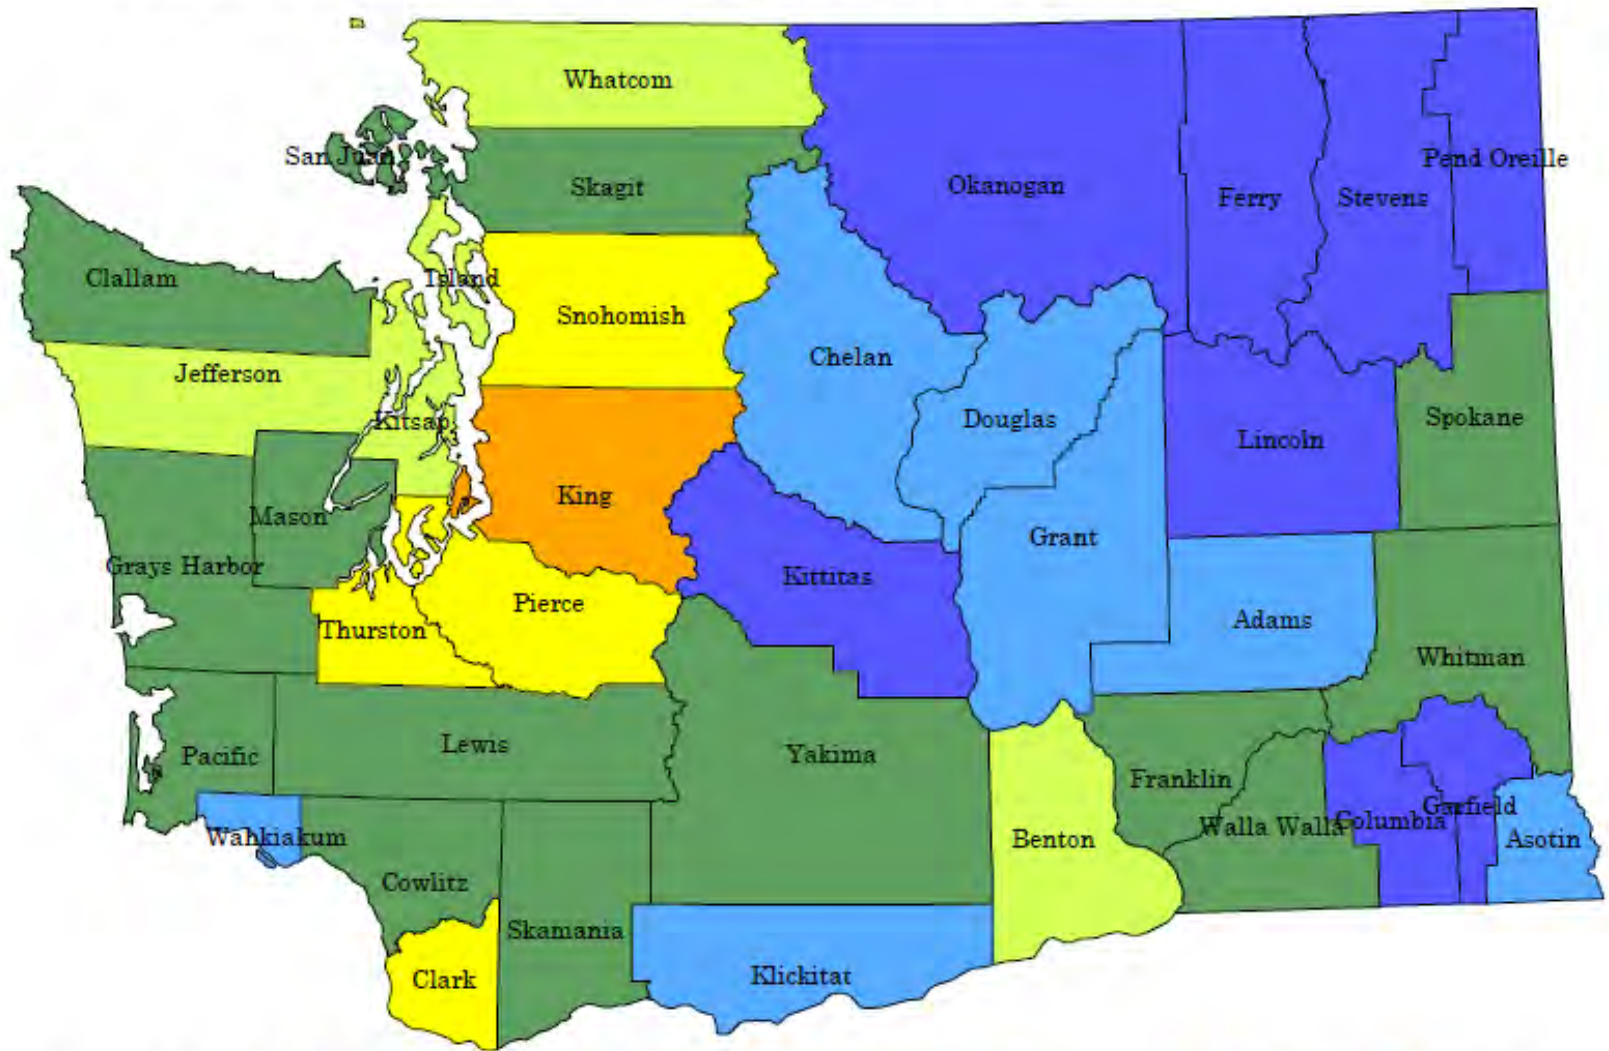 Whatcom
San Juan
Skagit
Okanogan
Ferry
Stevens
Pend Oreille
Clallam
Island
Snohomish
Jefferson
Chelan
Kitsap
Douglas
Lincoln
Spokane
King
Mason
Grant
Grays Harbor
Kittitas
Pierce
Thurston
Adams
Whitman
Pacific
Lewis
Yakima
Franklin
Garfield
Wahkiakum
Walla Walla
Columbia
Benton
Asotin
Cowlitz
Skamania
Clark
Klickitat